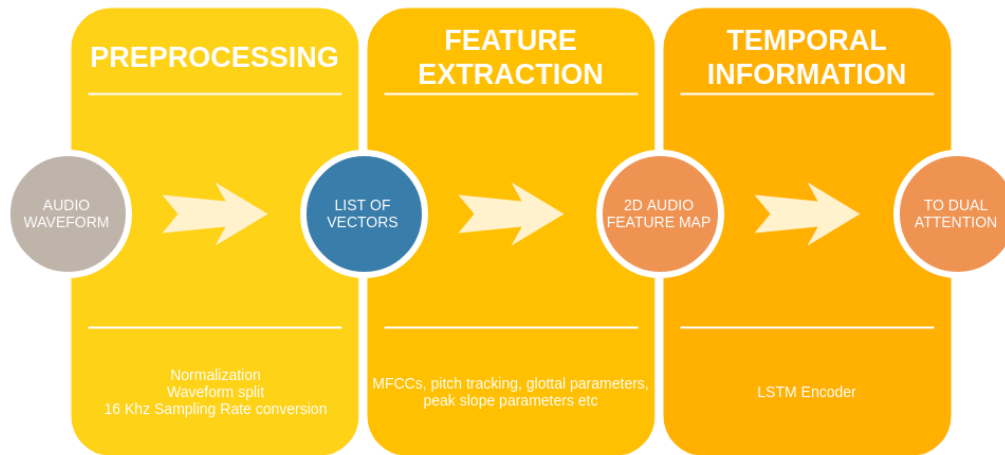 PREPROCESSING
FEATURE
EXTRACTION
TEMPORAL
INFORMATION
AUDIO
WAVEFORM
LIST OF
VECTORS
2D AUDIO
FEATURE MAP
TO DUAL
ATTENTION
Normalization
Waveform split
16 Khz Sampling Rate conversion
MFCCs, pitch tracking, glottal parameters,
peak slope parameters etc
LSTM Encoder